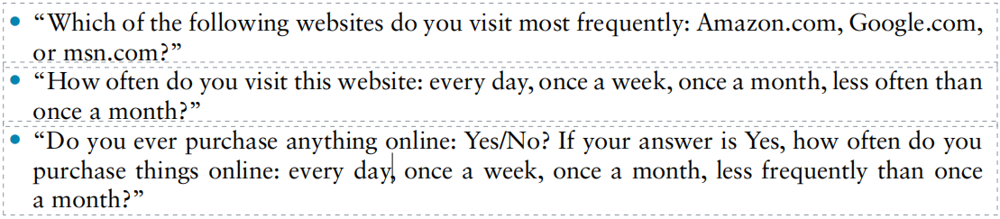 • “Which of the following websites do you visit most frequently: Amazon.com, Google.com,
or msn.com?”
• “How often do you visit this website: every day, once a week, once a month, less often than
once a month?”
• “Do you ever purchase anything online: Yes/No? If your answer is Yes, how often do you
purchase things online: every day, once a week, once a month, less frequently than once
a month?”